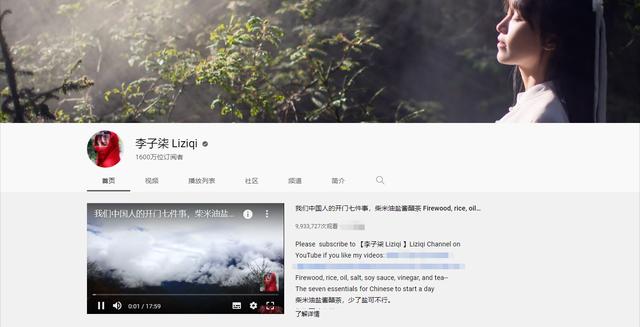 李子柒 Liziqi
1600万位订阅者
首页 视频 播放列表 社区 频道 简介
我们中国人的开门七件事，柴米油盐...
0:01 / 17:59
我们中国人的开门七件事，柴米油盐酱醋茶 Firewood, rice, oil...
9,933,727次观看
Please subscribe to 【李子柒 Liziqi 】Liziqi Channel on
YouTube if you like my videos:
Firewood, rice, oil, salt, soy sauce, vinegar, and tea--
The seven essentials for Chinese to start a day
柴米油盐酱醋茶，少了盐可不行。
了解详情